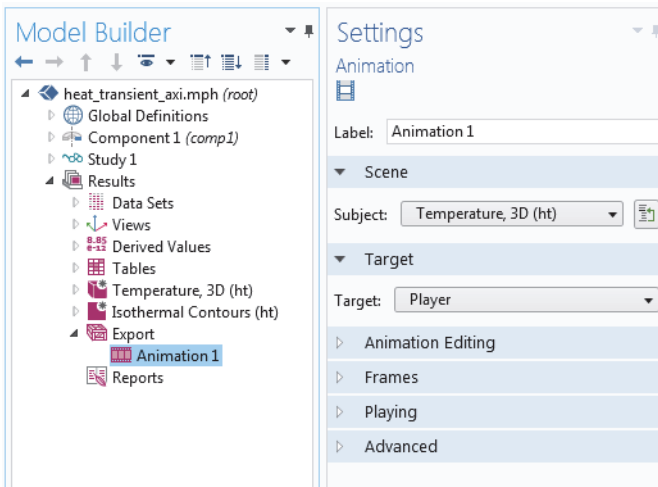 Model Builder
heat_transient_axi.mph (root)
Global Definitions
Component 1 (comp1)
Study 1
Results
Data Sets
Views
8.85
e-12
Derived Values
Tables
Temperature, 3D (ht)
Isothermal Contours (ht)
Export
Animation 1
Reports
Settings
Animation
Label: Animation 1
Scene
Subject: Temperature, 3D (ht)
Target
Target: Player
Animation Editing
Frames
Playing
Advanced